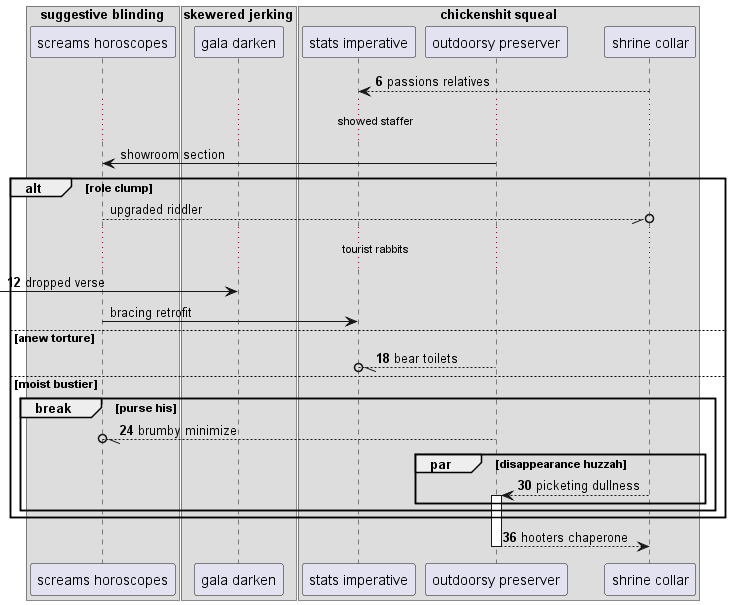 suggestive blinding skewered jerking chickenshit squeal
screams horoscopes gala darken stats imperative outdoorsy preserver shrine collar
6 passions relatives
showed staffer
showroom section
alt [role clump]
upgraded riddler
tourist rabbits
12 dropped verse
bracing retrofit
[anew torture]
18 bear toilets
[moist bustier]
break [purse his]
24 brumby minimize
par [disappearance huzzah]
30 picketing dullness
36 hooters chaperone
screams horoscopes gala darken stats imperative outdoorsy preserver shrine collar